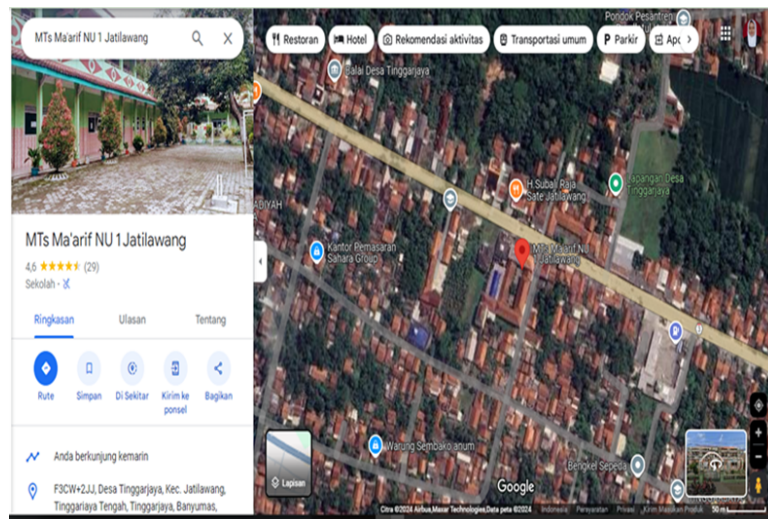 MTs Ma'arif NU 1 Jatilawang
MTs Ma'arif NU 1 Jatilawang
4,6
(29)
Sekolah
Ringkasan
Ulasan
Tentang
Rute
Simpan
Di Sekitar
Kirim ke
ponsel
Bagikan
Anda berkunjung kemarin
F3CW+2JJ, Desa Tinggarjaya, Kec. Jatilawang,
Tinggarjaya Tengah, Tinggarjaya, Banyumas,
Restoran
Hotel
Rekomendasi aktivitas
Transportasi umum
P Parkir
Apo
Pondok Pesantren
Balai Desa Tinggarjaya
H.Subali Raja
Sate Jatilawang
Lapangan Desa
Tinggarjaya
ABIYAH
Kantor Pemasaran
Sahara Group
MTs Ma'arif NU
1 Jatilawang
3
Warung Sembako anum
Bengkel Sepeda
Lapisan
Google
Citra ©2024 Airbus,Maxar Technologies,Data peta ©2024
Indonesia
Persyaratan
Privasi
Kirim Masukan Produk
50 m